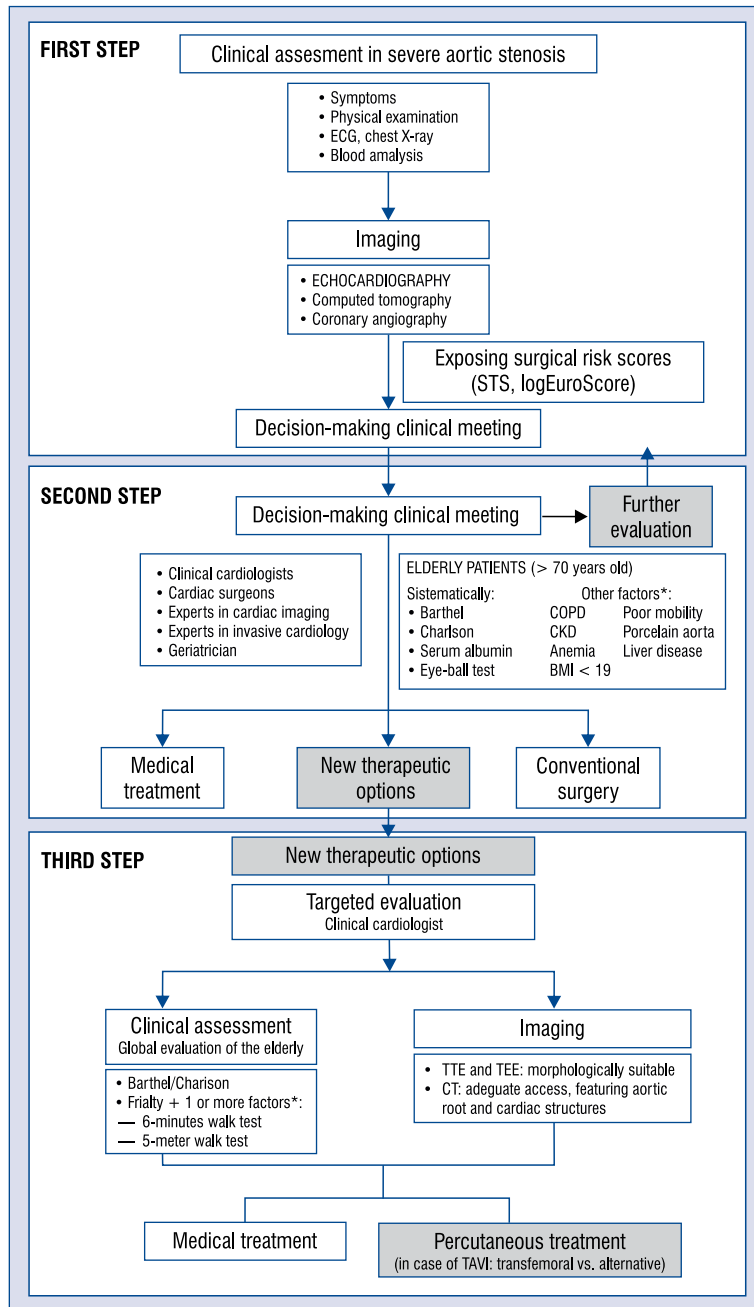 FIRST STEP
Clinical assesment in severe aortic stenosis
• Symptoms
• Physical examination
• ECG, chest X-ray
• Blood amalysis
Imaging
• ECHOCARDIOGRAPHY
• Computed tomography
• Coronary angiography
Exposing surgical risk scores
(STS, logEuroScore)
Decision-making clinical meeting
SECOND STEP
Decision-making clinical meeting
Further
evaluation
• Clinical cardiologists
• Cardiac surgeons
• Experts in cardiac imaging
• Experts in invasive cardiology
• Geriatrician
ELDERLY PATIENTS (> 70 years old)
Sistematically: Other factors*:
• Barthel COPD Poor mobility
• Charlson CKD Porcelain aorta
• Serum albumin Anemia Liver disease
• Eye-ball test BMI < 19
Medical
treatment
New therapeutic
options
Conventional
surgery
THIRD STEP
New therapeutic options
Targeted evaluation
Clinical cardiologist
Clinical assessment
Global evaluation of the elderly
• Barthel/Charison
• Frialty + 1 or more factors*:
— 6-minutes walk test
— 5-meter walk test
Imaging
• TTE and TEE: morphologically suitable
• CT: adequate access, featuring aortic
root and cardiac structures
Medical treatment
Percutaneous treatment
(in case of TAVI: transfemoral vs. alternative)